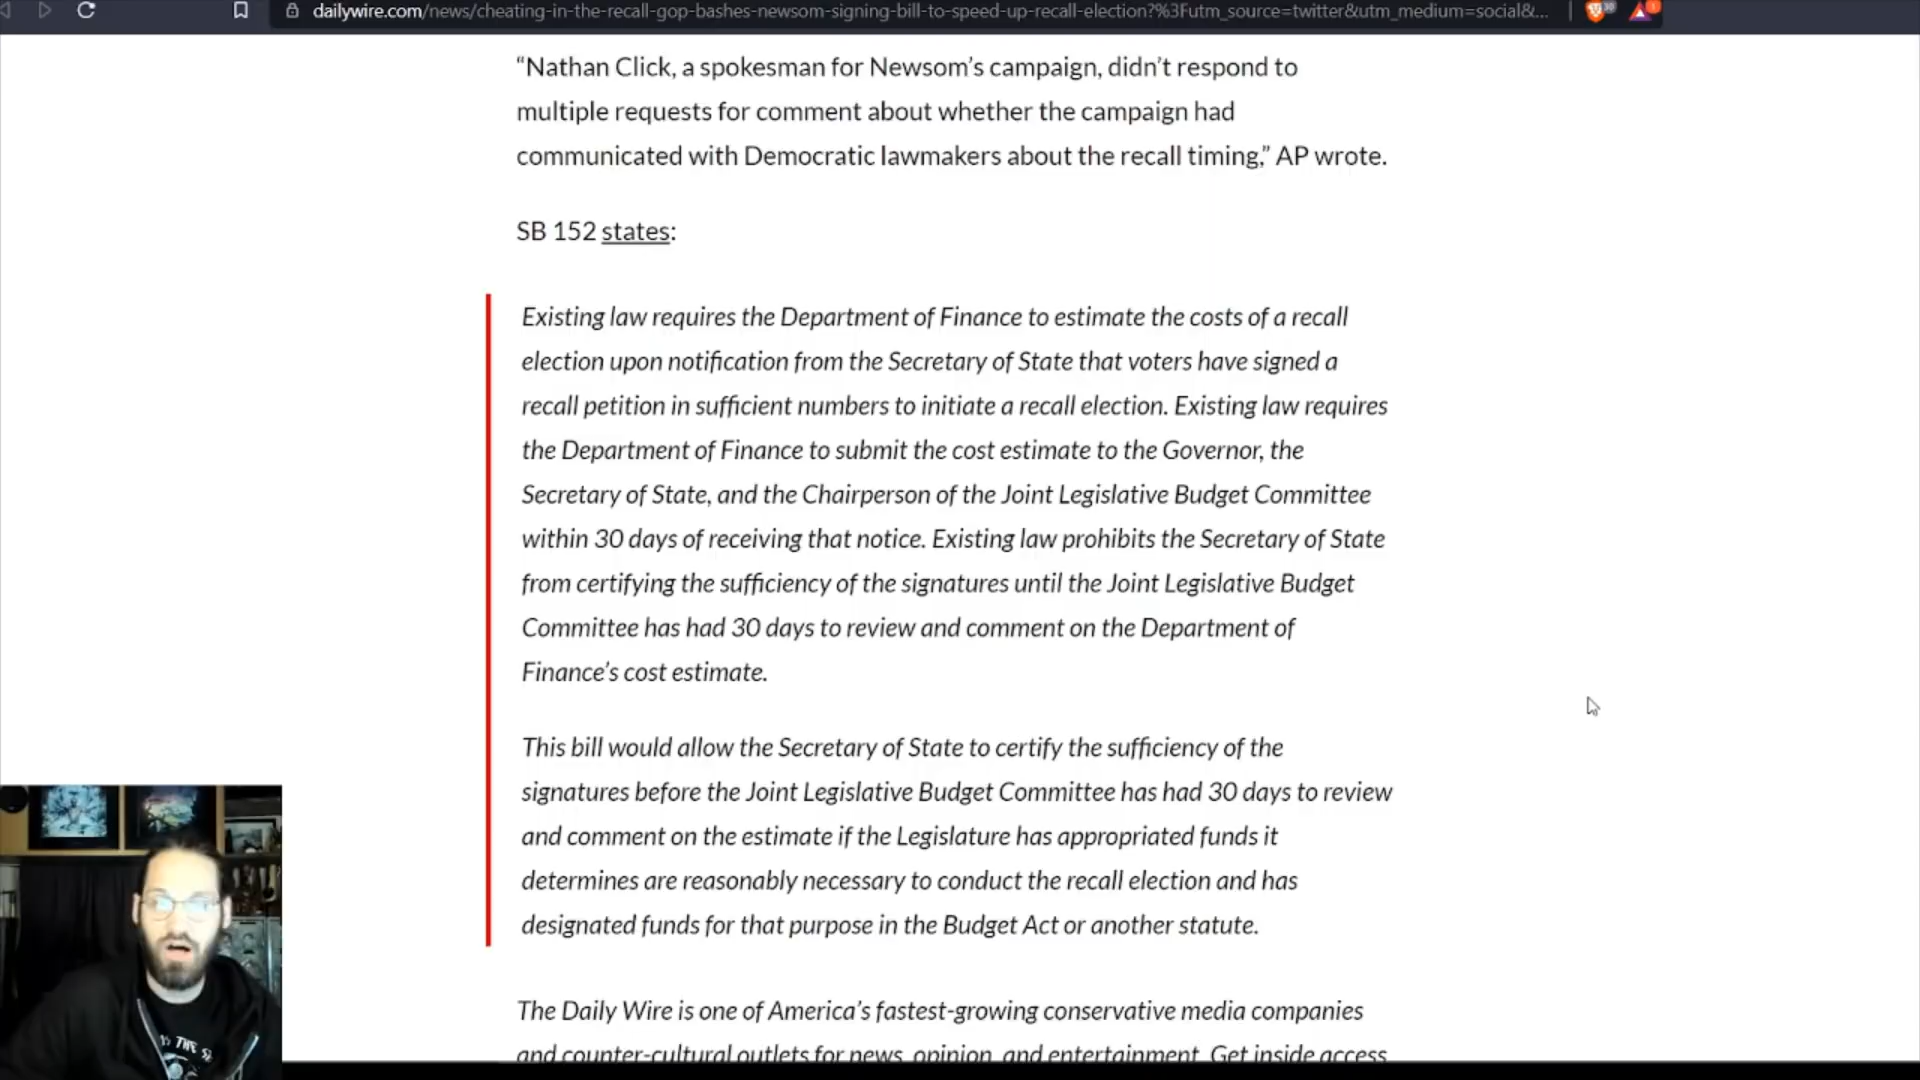 dailywire.com/news/cheating-in-the-recall-gop-bashes-newsom-signing-bill-to-speed-up-recall-election?%3Futm_source=twitter&utm_medium=social&...
“Nathan Click, a spokesman for Newsom’s campaign, didn’t respond to
multiple requests for comment about whether the campaign had
communicated with Democratic lawmakers about the recall timing,” AP wrote.
SB 152 states:
Existing law requires the Department of Finance to estimate the costs of a recall
election upon notification from the Secretary of State that voters have signed a
recall petition in sufficient numbers to initiate a recall election. Existing law requires
the Department of Finance to submit the cost estimate to the Governor, the
Secretary of State, and the Chairperson of the Joint Legislative Budget Committee
within 30 days of receiving that notice. Existing law prohibits the Secretary of State
from certifying the sufficiency of the signatures until the Joint Legislative Budget
Committee has had 30 days to review and comment on the Department of
Finance’s cost estimate.
This bill would allow the Secretary of State to certify the sufficiency of the
signatures before the Joint Legislative Budget Committee has had 30 days to review
and comment on the estimate if the Legislature has appropriated funds it
determines are reasonably necessary to conduct the recall election and has
designated funds for that purpose in the Budget Act or another statute.
The Daily Wire is one of America’s fastest-growing conservative media companies
and counter-cultural outlets for news, opinion, and entertainment. Get inside access
THE